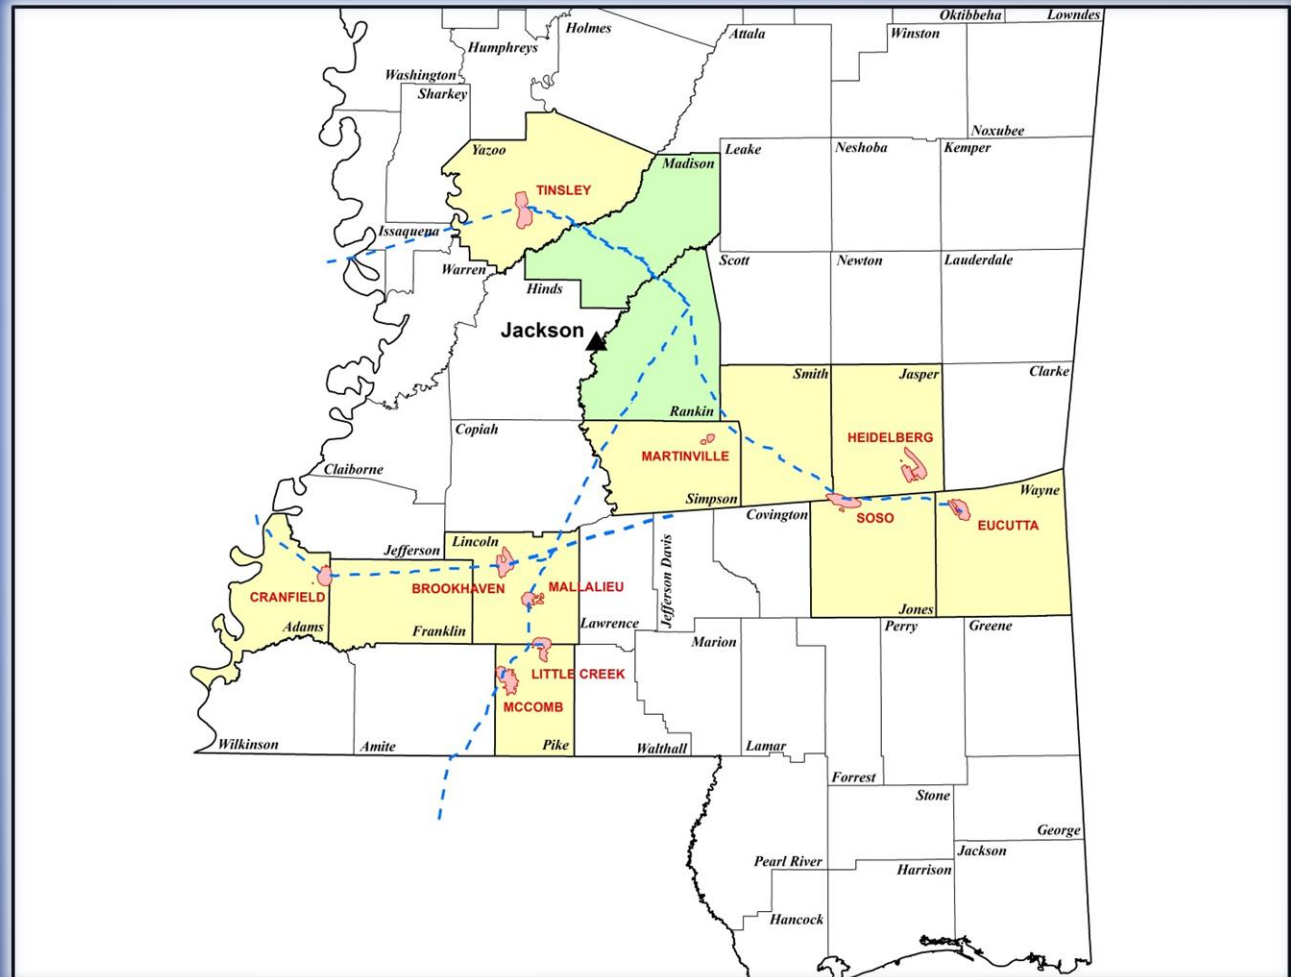 Oktibbeha
Lowndes
Holmes
Attala
Winston
Humphreys
Washington
Sharkey
Noxubee
Yazoo
Madison
Leake
Neshoba
Kemper
TINSLEY
Issaquena
Warren
Scott
Newton
Lauderdale
Hinds
Jackson
Smith
Jasper
Clarke
Rankin
Copiah
HEIDELBERG
MARTINVILLE
Claiborne
Simpson
Wayne
Covington
SOSO
EUCUTTA
Jefferson
Lincoln
Jefferson Davis
BROOKHAVEN
MALLALIEU
CRANFIELD
Adams
Franklin
Lawrence
Jones
Perry
Greene
Marion
LITTLE CREEK
MCCOMB
Wilkinson
Amite
Pike
Walthall
Lamar
Forrest
Stone
George
Jackson
Pearl River
Harrison
Hancock